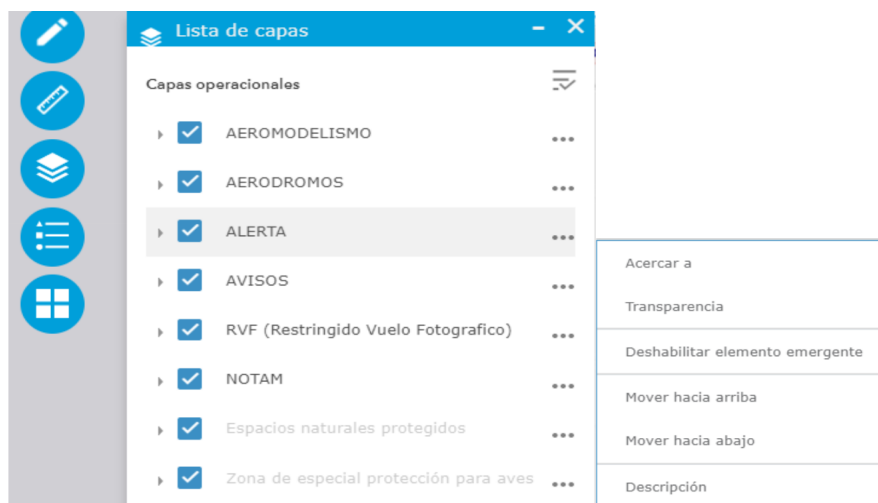 Lista de capas
Capas operacionales
AEROMODELISMO
AERODROMOS
ALERTA
AVISOS
RVF (Restringido Vuelo Fotografico)
NOTAM
Espacios naturales protegidos
Zona de especial protección para aves
Acercar a
Transparencia
Deshabilitar elemento emergente
Mover hacia arriba
Mover hacia abajo
Descripción